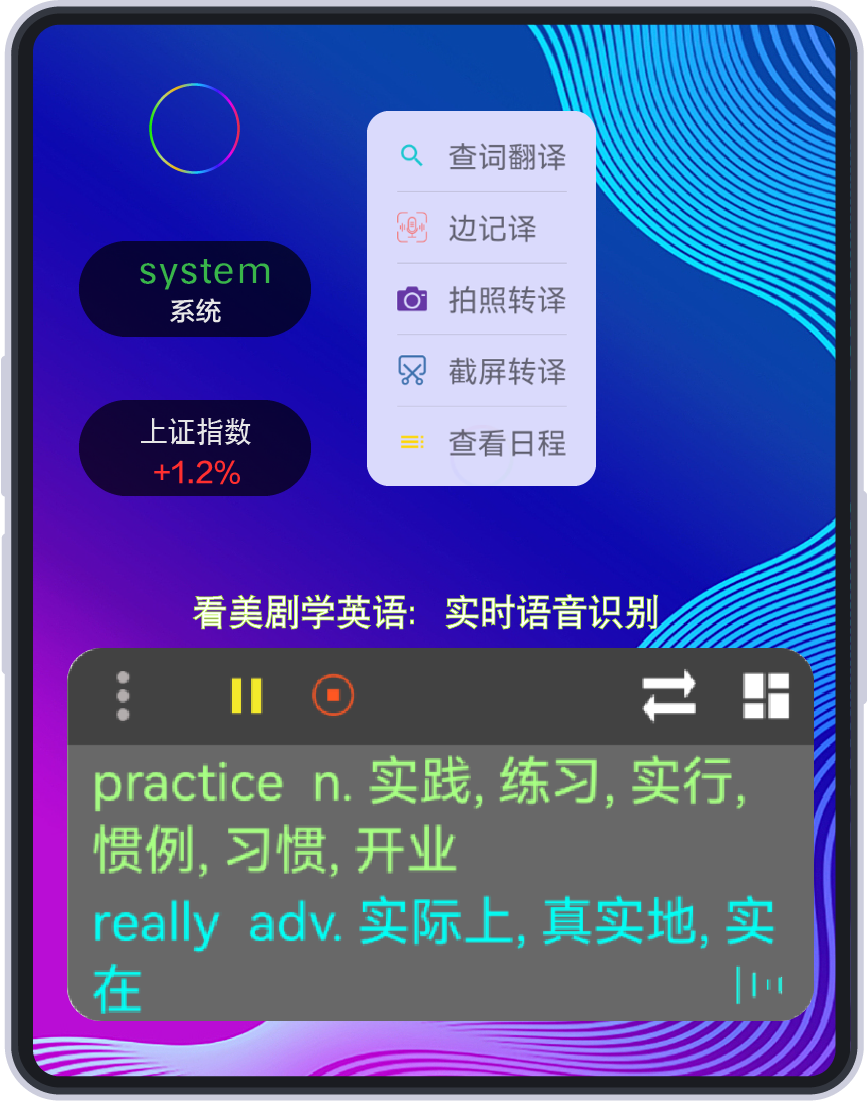 查词翻译
边记译
拍照转译
截屏转译
查看日程
system
系统
上证指数
+1.2%
看美剧学英语: 实时语音识别
practice n. 实践, 练习, 实行,
惯例, 习惯, 开业
really adv. 实际上, 真实地, 实
在